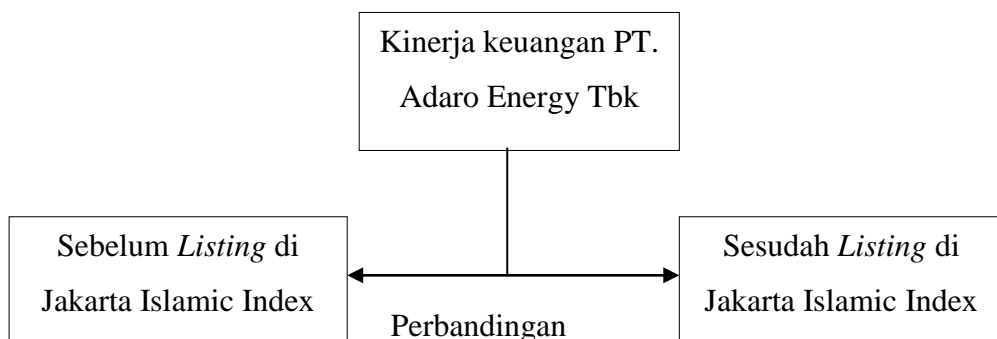 Kinerja keuangan PT.
Adaro Energy Tbk
Sebelum Listing di
Jakarta Islamic Index
Sesudah Listing di
Jakarta Islamic Index
Perbandingan